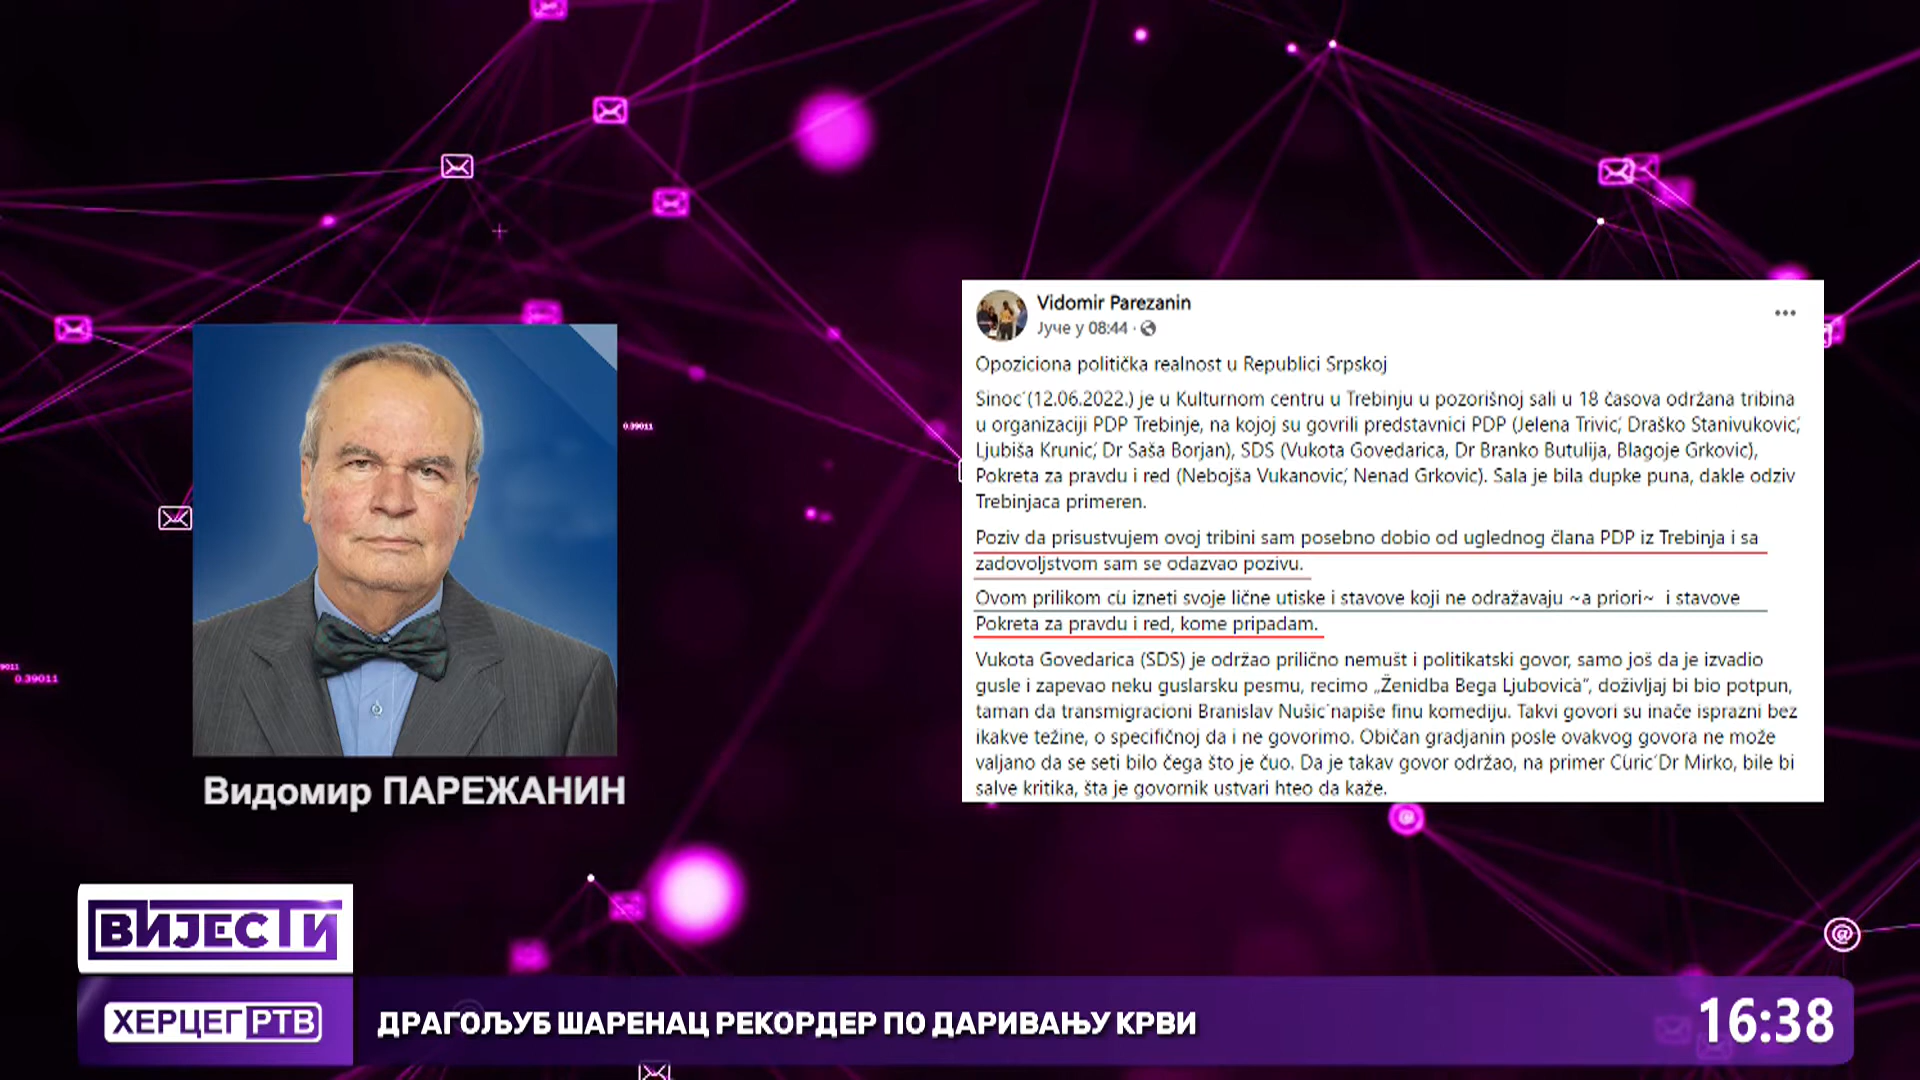 Vidomir Parezanin
Јуче у 08:44 ·
Opoziciona politička realnost u Republici Srpskoj
Sinoc´(12.06.2022.) je u Kulturnom centru u Trebinju u pozorišnoj sali u 18 časova održana tribina
u organizaciji PDP Trebinje, na kojoj su govrili predstavnici PDP (Jelena Trivic´, Draško Stanivukovic´,
Ljubiša Krunic´, Dr Saša Borjan), SDS (Vukota Govedarica, Dr Branko Butulija, Blagoje Grkovic´),
Pokreta za pravdu i red (Nebojša Vukanovic´, Nenad Grkovic´). Sala je bila dupke puna, dakle odziv
Trebinjaca primeren.
Poziv da prisustvujem ovoj tribini sam posebno dobio od uglednog člana PDP iz Trebinja i sa
zadovoljstvom sam se odazvao pozivu.
Ovom prilikom c´u izneti svoje lične utiske i stavove koji ne odražavaju ~a priori~ i stavove
Pokreta za pravdu i red, kome pripadam.
Vukota Govedarica (SDS) je održao prilično nemušt i politikatski govor, samo još da je izvadio
gusle i zapevao neku guslarsku pesmu, recimo „Ženidba Bega Ljubovic´a“, doživljaj bi bio potpun,
taman da transmigracioni Branislav Nušic´napiše finu komediju. Takvi govori su inače isprazni bez
ikakve težine, o specifičnoj da i ne govorimo. Običan gradjanin posle ovakvog govora ne može
valjano da se seti bilo čega što je čuo. Da je takav govor održao, na primer C´uric´Dr Mirko, bile bi
salve kritika, šta je govornik ustvari hteo da kaže.
Видомир ПАРЕЖАНИН
0.39011
9011
0.39011
ВИЈЕСТИ
ХЕРЦЕГ РТВ
ДРАГОЉУБ ШАРЕНАЦ РЕКОРДЕР ПО ДАРИВАЊУ КРВИ
16:38